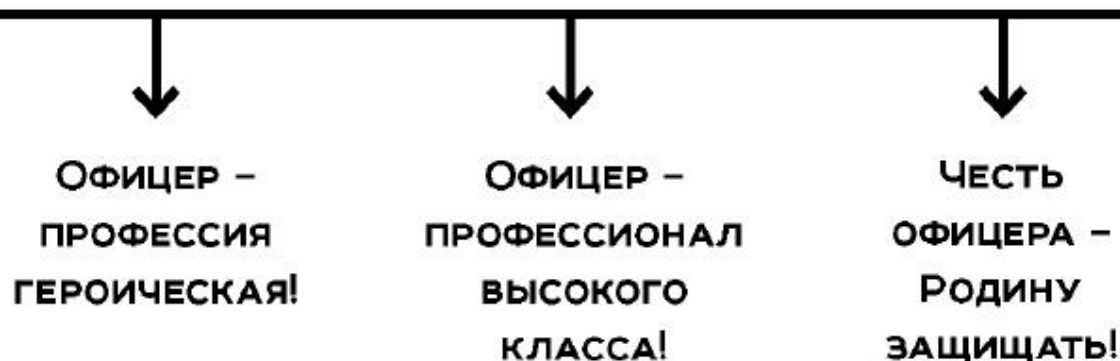 Офицер –
профессия
героическая!
Офицер –
профессионал
высокого
класса!
Честь
офицера –
Родину
защищать!